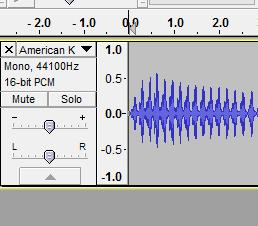 - 2.0 - 1.0 0.0 1.0 2.0
× American K ▼
Mono, 44100Hz
16-bit PCM
Mute Solo
- +
L R
1.0
0.5-
0.0-
-0.5-
-1.0